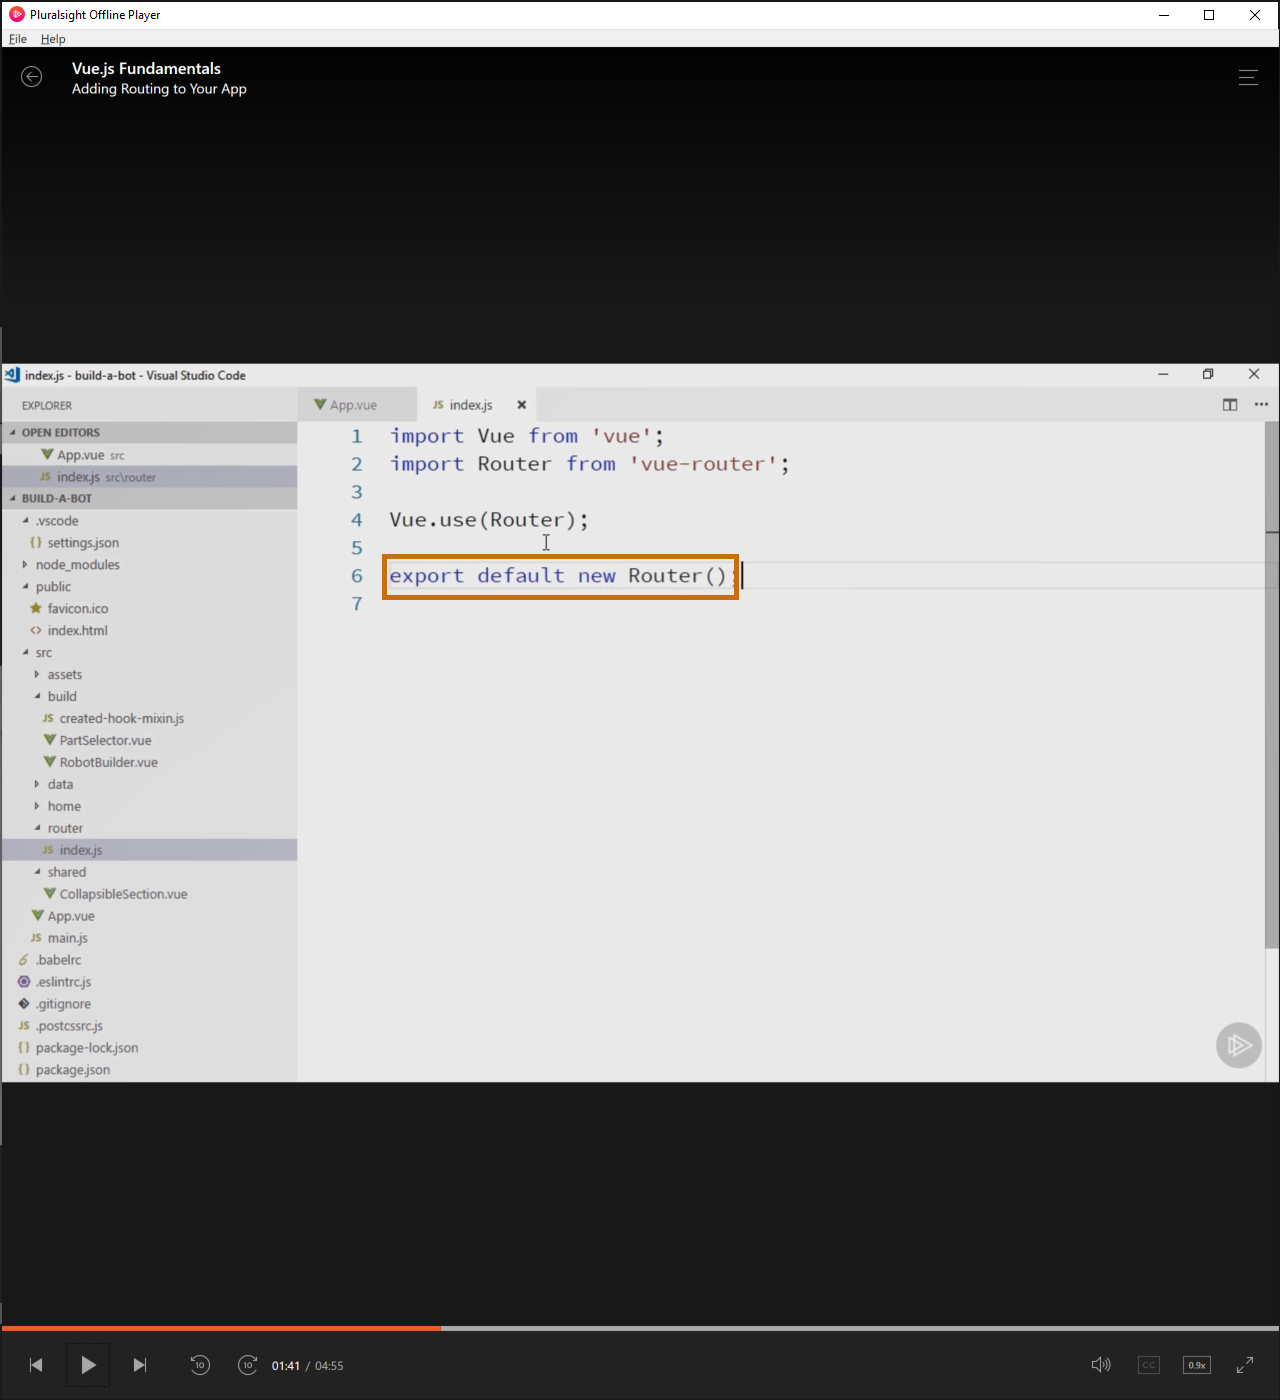 Pluralsight Offline Player
File Help
Vue.js Fundamentals
Adding Routing to Your App
index.js - build-a-bot - Visual Studio Code
EXPLORER
OPEN EDITORS
App.vue src
JS index.js src\router
BUILD-A-BOT
.vscode
{} settings.json
node_modules
public
favicon.ico
<> index.html
src
assets
build
JS created-hook-mixin.js
PartSelector.vue
RobotBuilder.vue
data
home
router
JS index.js
shared
CollapsibleSection.vue
App.vue
JS main.js
.babelrc
.eslintrc.js
.gitignore
JS .postcssrc.js
{} package-lock.json
{} package.json
App.vue JS index.js
1 import Vue from 'vue';
2 import Router from 'vue-router';
3
4 Vue.use(Router);
5
6 export default new Router();
7
10 10 01:41 / 04:55 CC 0.9x